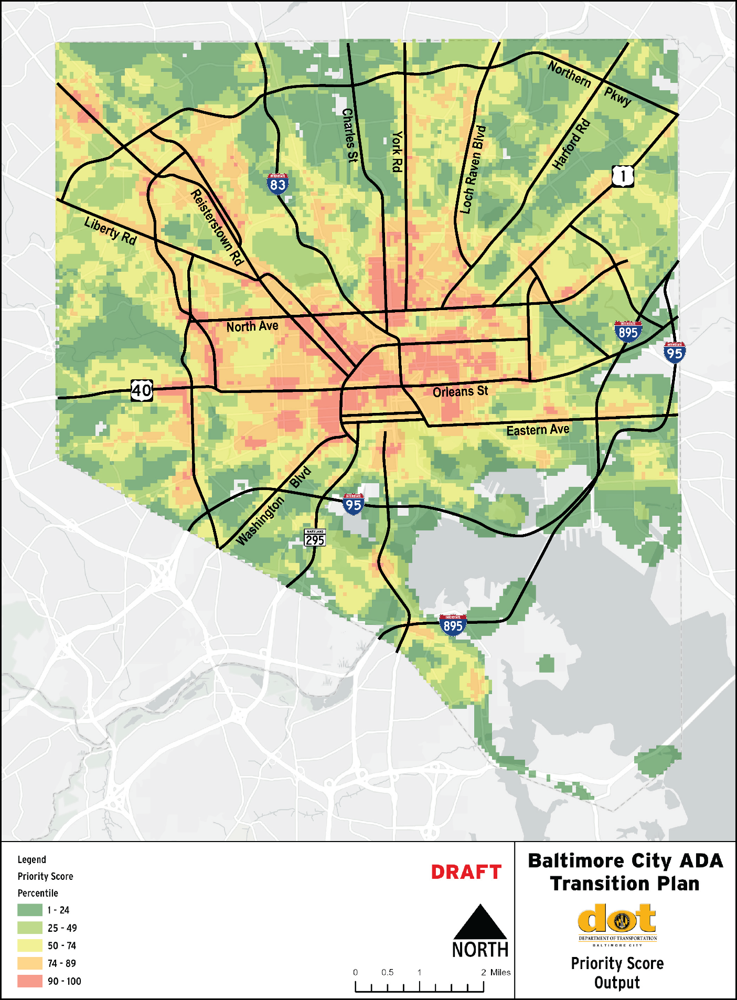 Northern
Pkwy
Charles St
York Rd
Loch Raven Blvd
Harford Rd
1
INTERSTATE
83
Reisterstown Rd
Liberty Rd
North Ave
INTERSTATE
895
INTERSTATE
95
40
Orleans St
Eastern Ave
Washington Blvd
INTERSTATE
95
MARYLAND
295
INTERSTATE
895
Legend
Priority Score
Percentile
1 - 24
25 - 49
50 - 74
74 - 89
90 - 100
DRAFT
NORTH
0 0.5 1 2 Miles
Baltimore City ADA
Transition Plan
dot
DEPARTMENT OF TRANSPORTATION
BALTIMORE CITY
Priority Score
Output